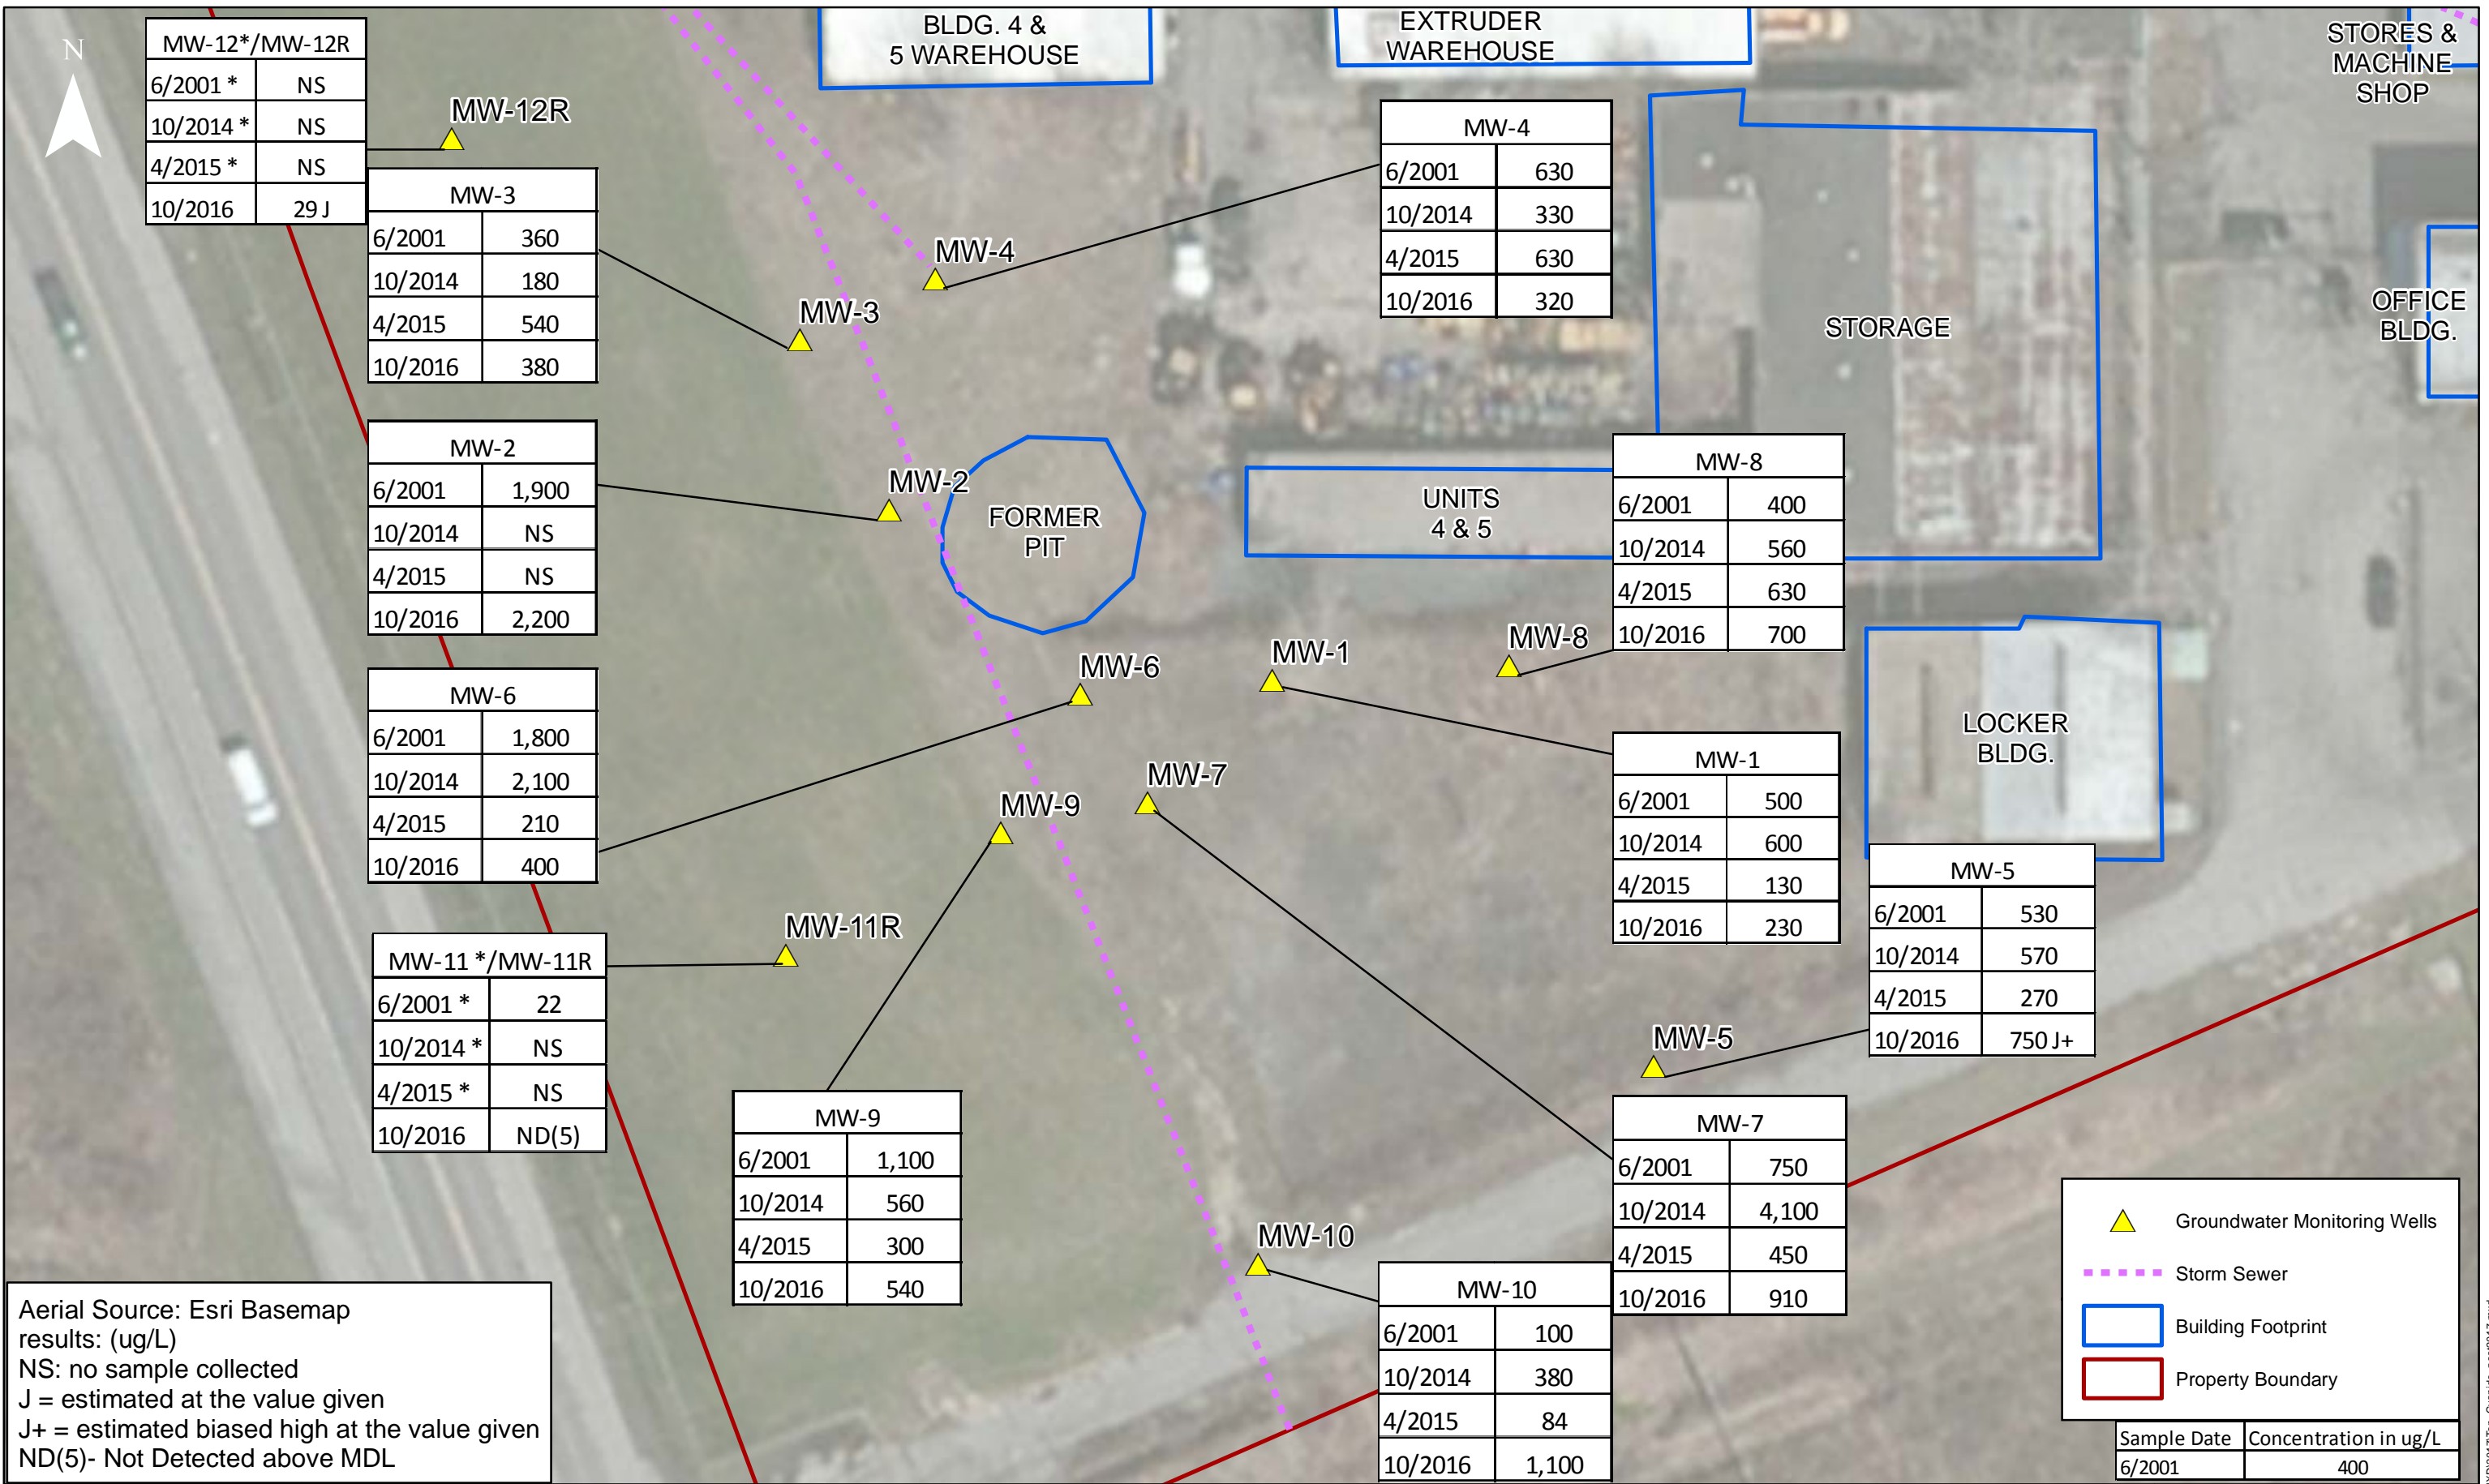 N
MW-12*/MW-12R
6/2001 * NS
10/2014 * NS
4/2015 * NS
10/2016 29 J
MW-12R
BLDG. 4 &
5 WAREHOUSE
EXTRUDER
WAREHOUSE
STORES &
MACHINE
SHOP
MW-3
6/2001 360
10/2014 180
4/2015 540
10/2016 380
MW-4
MW-3
MW-4
6/2001 630
10/2014 330
4/2015 630
10/2016 320
STORAGE
OFFICE
BLDG.
MW-2
6/2001 1,900
10/2014 NS
4/2015 NS
10/2016 2,200
MW-2
FORMER
PIT
UNITS
4 & 5
MW-8
6/2001 400
10/2014 560
4/2015 630
10/2016 700
MW-6
MW-1
MW-8
MW-6
6/2001 1,800
10/2014 2,100
4/2015 210
10/2016 400
MW-9
MW-7
MW-1
6/2001 500
10/2014 600
4/2015 130
10/2016 230
LOCKER
BLDG.
MW-5
6/2001 530
10/2014 570
4/2015 270
10/2016 750 J+
MW-11R
MW-11 */MW-11R
6/2001 * 22
10/2014 * NS
4/2015 * NS
10/2016 ND(5)
MW-5
MW-9
6/2001 1,100
10/2014 560
4/2015 300
10/2016 540
MW-7
6/2001 750
10/2014 4,100
4/2015 450
10/2016 910
MW-10
MW-10
6/2001 100
10/2014 380
4/2015 84
10/2016 1,100
Aerial Source: Esri Basemap
results: (ug/L)
NS: no sample collected
J = estimated at the value given
J+ = estimated biased high at the value given
ND(5)- Not Detected above MDL
Groundwater Monitoring Wells
Storm Sewer
Building Footprint
Property Boundary
Sample Date Concentration in ug/L
6/2001 400